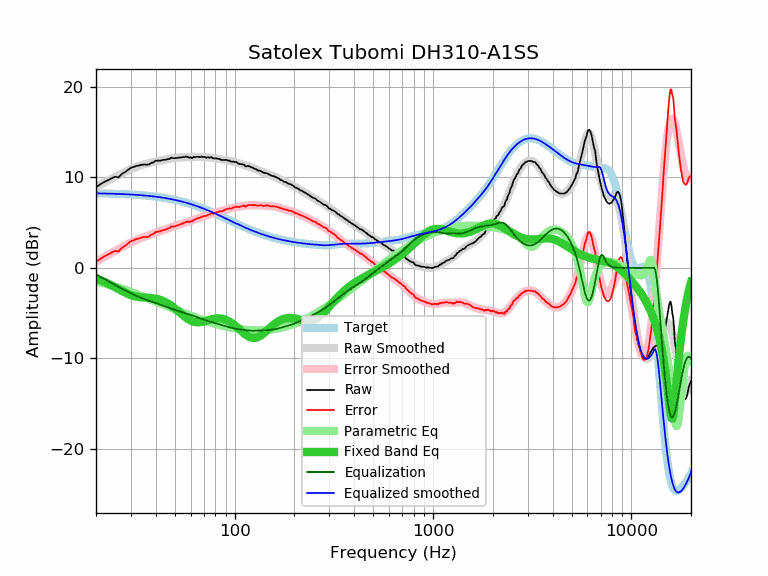 Satolex Tubomi DH310-A1SS
20
10
0
−10
−20
Amplitude (dBr)
Target
Raw Smoothed
Error Smoothed
Raw
Error
Parametric Eq
Fixed Band Eq
Equalization
Equalized smoothed
100 1000 10000
Frequency (Hz)